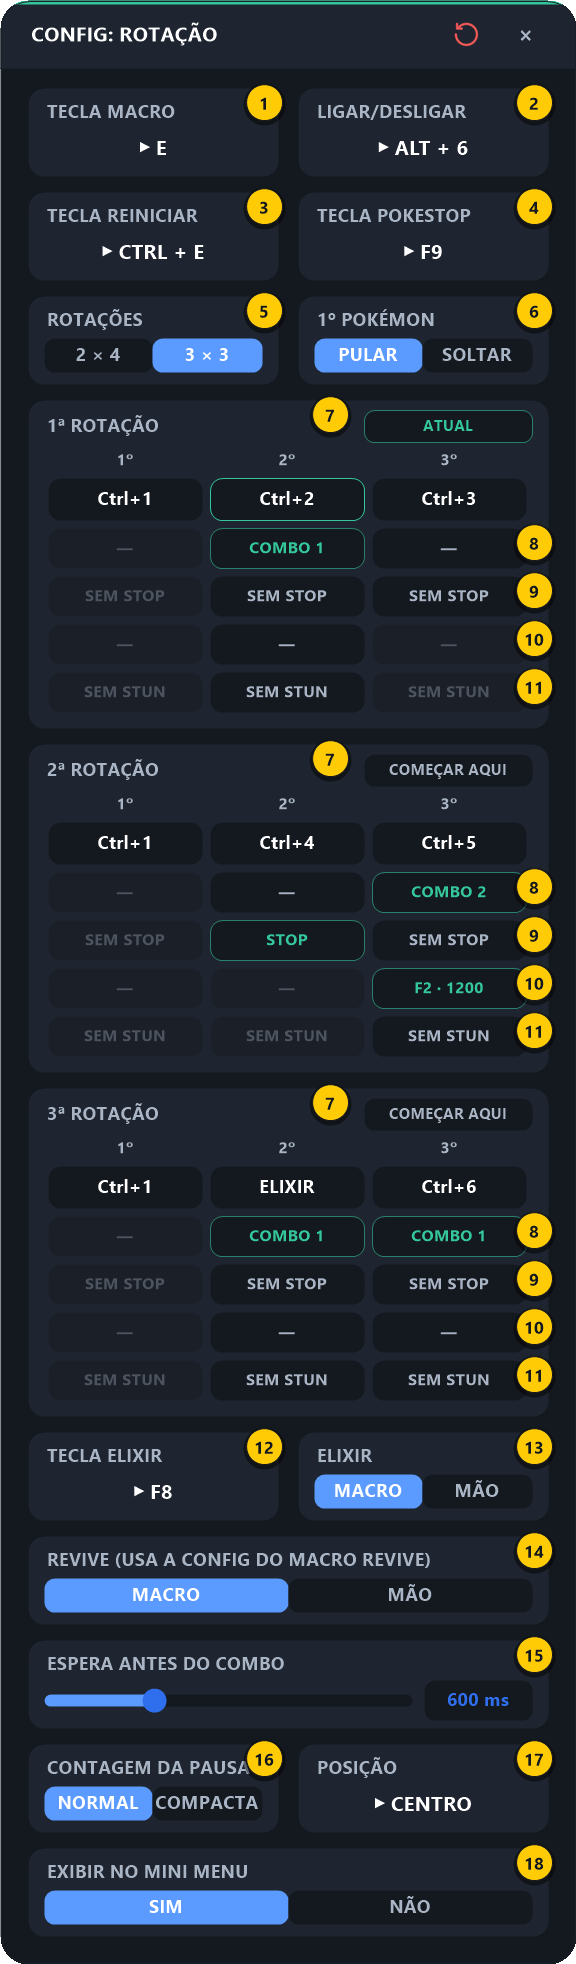 CONFIG: ROTAÇÃO ×
TECLA MACRO 1
▸ E
LIGAR/DESLIGAR 2
▸ ALT + 6
TECLA REINICIAR 3
▸ CTRL + E
TECLA POKESTOP 4
▸ F9
ROTAÇÕES 5
2 × 4 3 × 3
1º POKÉMON 6
PULAR SOLTAR
1ª ROTAÇÃO 7 ATUAL
1º 2º 3º
Ctrl+1 Ctrl+2 Ctrl+3
— COMBO 1 — 8
SEM STOP SEM STOP SEM STOP 9
— — — 10
SEM STUN SEM STUN SEM STUN 11
2ª ROTAÇÃO 7 COMEÇAR AQUI
1º 2º 3º
Ctrl+1 Ctrl+4 Ctrl+5
— — COMBO 2 8
SEM STOP STOP SEM STOP 9
— — F2 · 1200 10
SEM STUN SEM STUN SEM STUN 11
3ª ROTAÇÃO 7 COMEÇAR AQUI
1º 2º 3º
Ctrl+1 ELIXIR Ctrl+6
— COMBO 1 COMBO 1 8
SEM STOP SEM STOP SEM STOP 9
— — — 10
SEM STUN SEM STUN SEM STUN 11
TECLA ELIXIR 12
▸ F8
ELIXIR 13
MACRO MÃO
REVIVE (USA A CONFIG DO MACRO REVIVE) 14
MACRO MÃO
ESPERA ANTES DO COMBO 15
600 ms
CONTAGEM DA PAUSA 16
NORMAL COMPACTA
POSIÇÃO 17
▸ CENTRO
EXIBIR NO MINI MENU 18
SIM NÃO